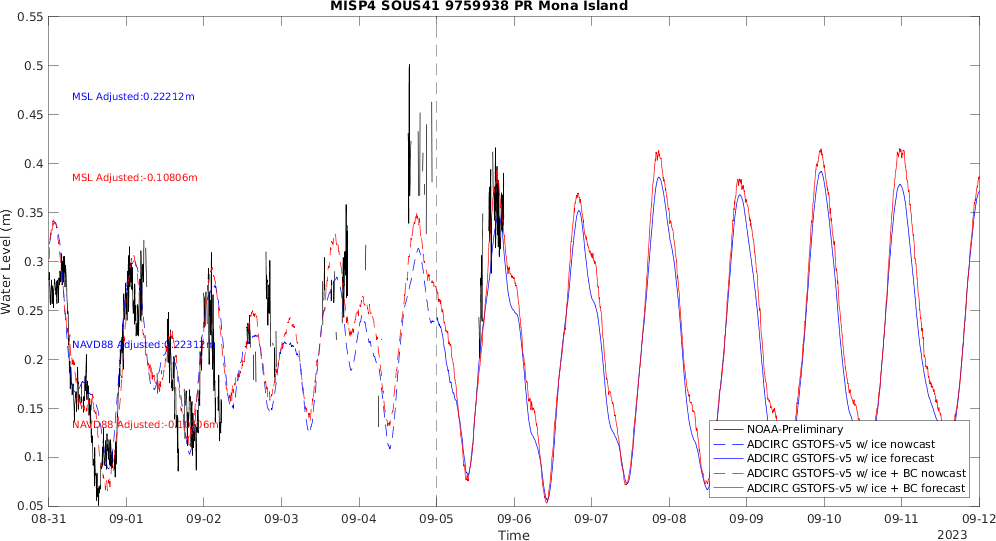 MISP4 SOUS41 9759938 PR Mona Island
Water Level (m)
0.55
0.5
0.45
0.4
0.35
0.3
0.25
0.2
0.15
0.1
0.05
MSL Adjusted:0.22212m
MSL Adjusted:-0.10806m
NAVD88 Adjusted:0.22312m
NAVD88 Adjusted:-0.10706m
NOAA-Preliminary
ADCIRC GSTOFS-v5 w/ ice nowcast
ADCIRC GSTOFS-v5 w/ ice forecast
ADCIRC GSTOFS-v5 w/ ice + BC nowcast
ADCIRC GSTOFS-v5 w/ ice + BC forecast
08-31 09-01 09-02 09-03 09-04 09-05 09-06 09-07 09-08 09-09 09-10 09-11 09-12
Time
2023